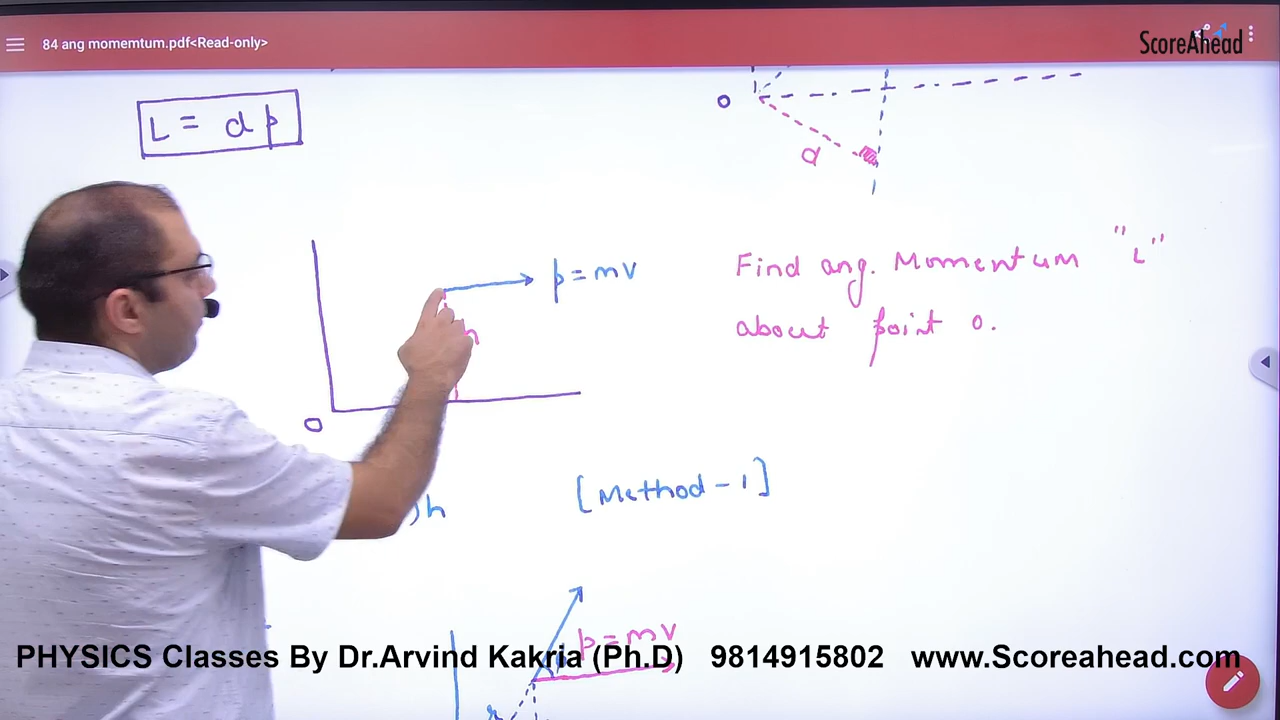 84 ang momemtum.pdf<Read-only>
ScoreAhead
L = dp
O
d
p = mv
h
O
Find ang. Momentum "L"
about point O.
)h [Method - 1]
p = mv
r
PHYSICS Classes By Dr.Arvind Kakria (Ph.D) 9814915802 www.Scoreahead.com